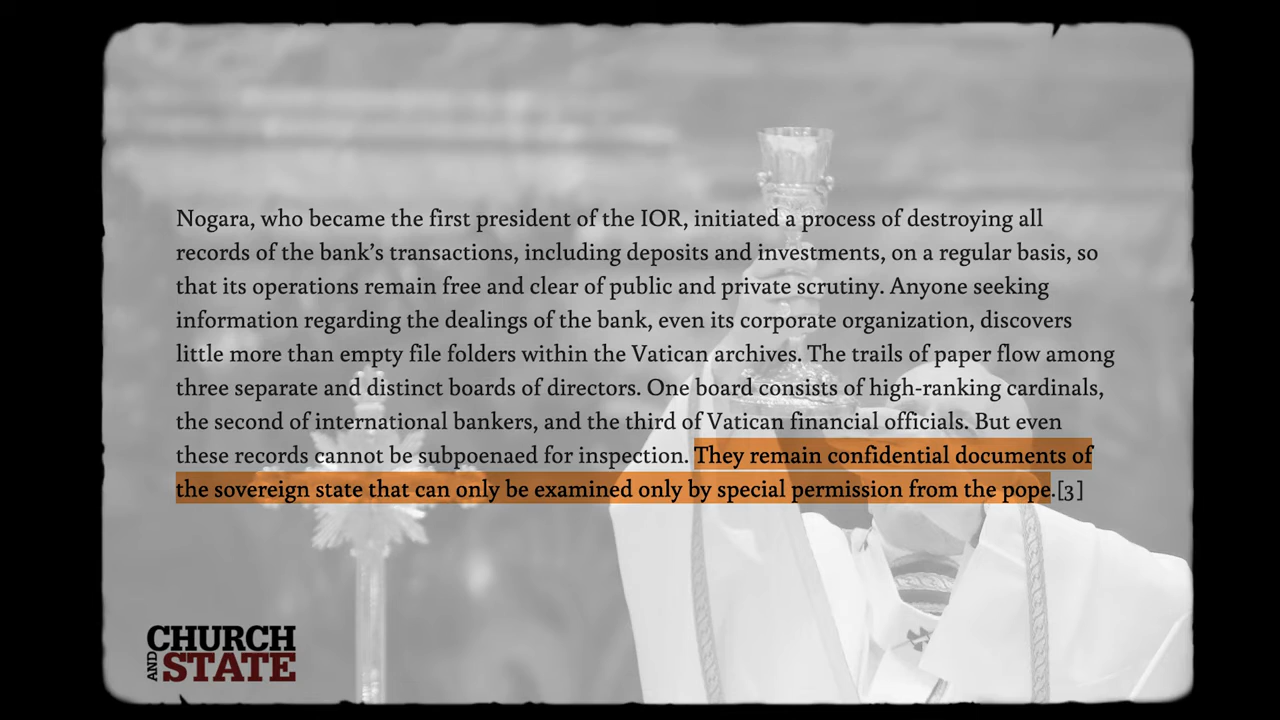 Nogara, who became the first president of the IOR, initiated a process of destroying all
records of the bank’s transactions, including deposits and investments, on a regular basis, so
that its operations remain free and clear of public and private scrutiny. Anyone seeking
information regarding the dealings of the bank, even its corporate organization, discovers
little more than empty file folders within the Vatican archives. The trails of paper flow among
three separate and distinct boards of directors. One board consists of high-ranking cardinals,
the second of international bankers, and the third of Vatican financial officials. But even
these records cannot be subpoenaed for inspection. They remain confidential documents of
the sovereign state that can only be examined only by special permission from the pope.[3]
CHURCH
AND STATE